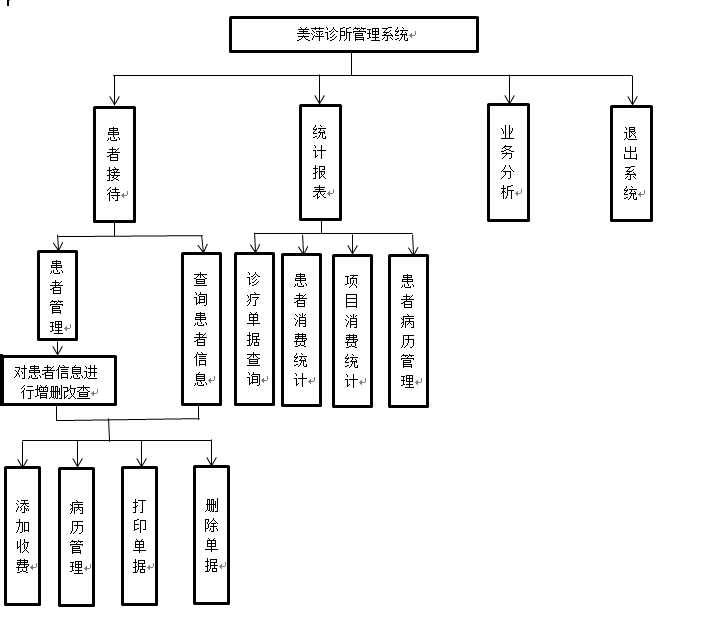 美萍诊所管理系统
患者接待
统计报表
业务分析
退出系统
患者管理
查询患者信息
诊疗单据查询
患者消费统计
项目消费统计
患者病历管理
对患者信息进
行增删改查
添加收费
病历管理
打印单据
删除单据